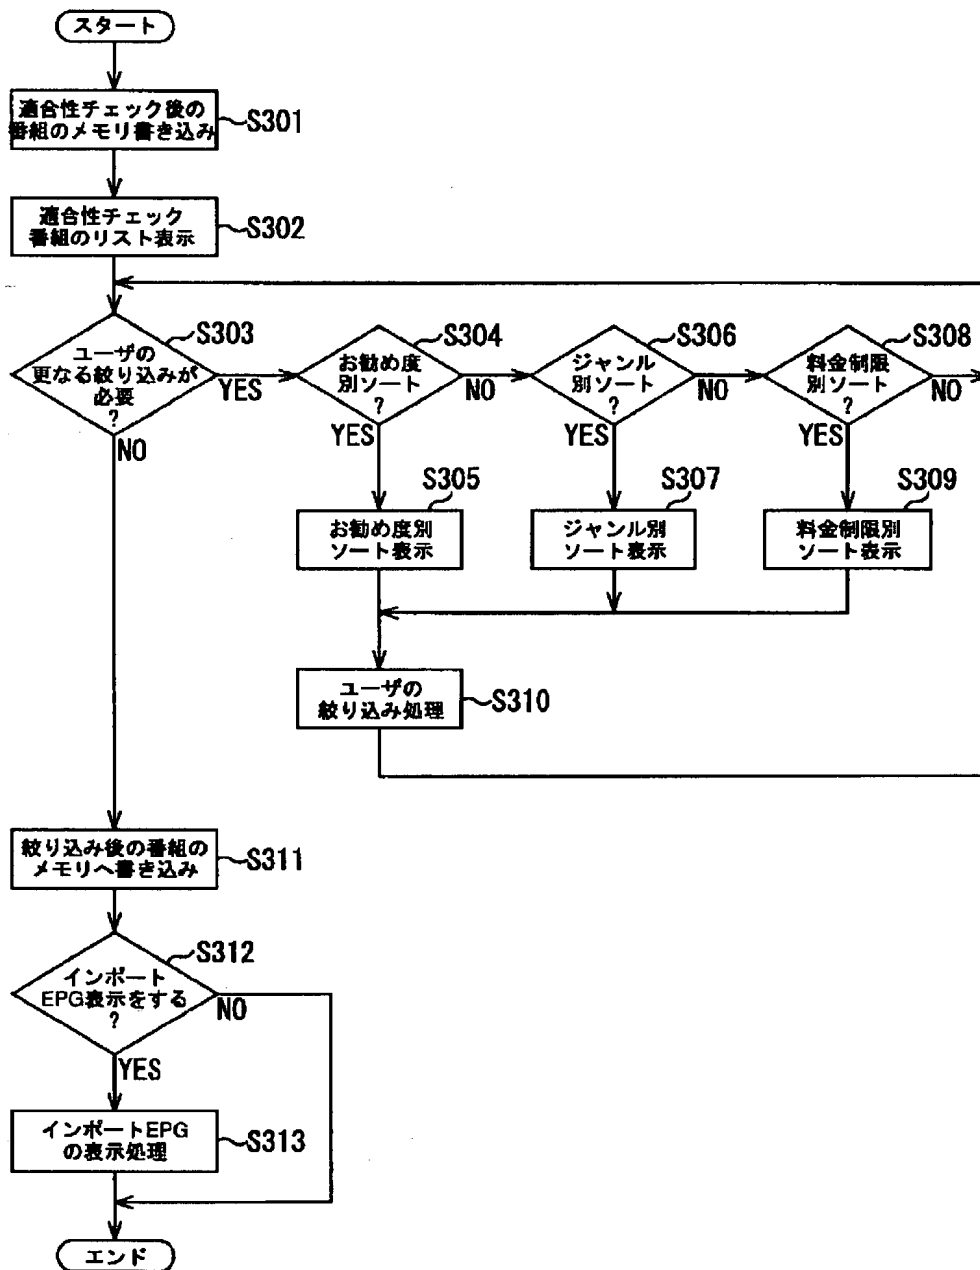 スタート
適合性チェック後の
番組のメモリ書き込み
S301
適合性チェック
番組のリスト表示
S302
ユーザの
更なる絞り込みが
必要
?
S303
YES
NO
お勧め度
別ソート
?
S304
NO
YES
ジャンル
別ソート
?
S306
NO
YES
料金制限
別ソート
?
S308
NO
YES
お勧め度別
ソート表示
S305
ジャンル別
ソート表示
S307
料金制限別
ソート表示
S309
ユーザの
絞り込み処理
S310
絞り込み後の番組の
メモリへ書き込み
S311
インポート
EPG表示をする
?
S312
NO
YES
インポートEPG
の表示処理
S313
エンド